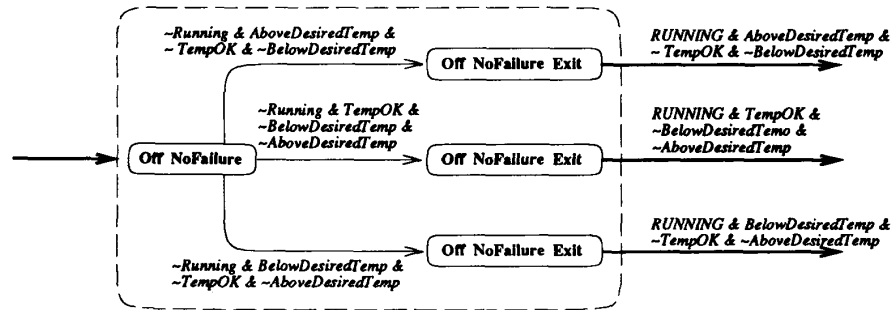 ~Running & AboveDesiredTemp &
~ TempOK & ~BelowDesiredTemp
RUNNING & AboveDesiredTemp &
~ TempOK & ~BelowDesiredTemp
Off NoFailure Exit
~Running & TempOK &
~BelowDesiredTemp &
~AboveDesiredTemp
RUNNING & TempOK &
~BelowDesiredTemo &
~AboveDesiredTemp
Off NoFailure
Off NoFailure Exit
RUNNING & BelowDesiredTemp &
~TempOK & ~AboveDesiredTemp
Off NoFailure Exit
~Running & BelowDesiredTemp &
~TempOK & ~AboveDesiredTemp